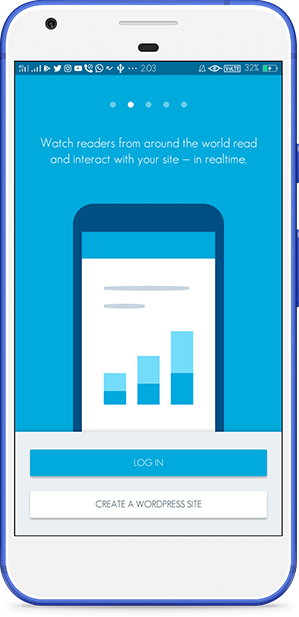 2:03
VOLTE
32%
Watch readers from around the world read
and interact with your site – in realtime.
LOG IN
CREATE A WORDPRESS SITE